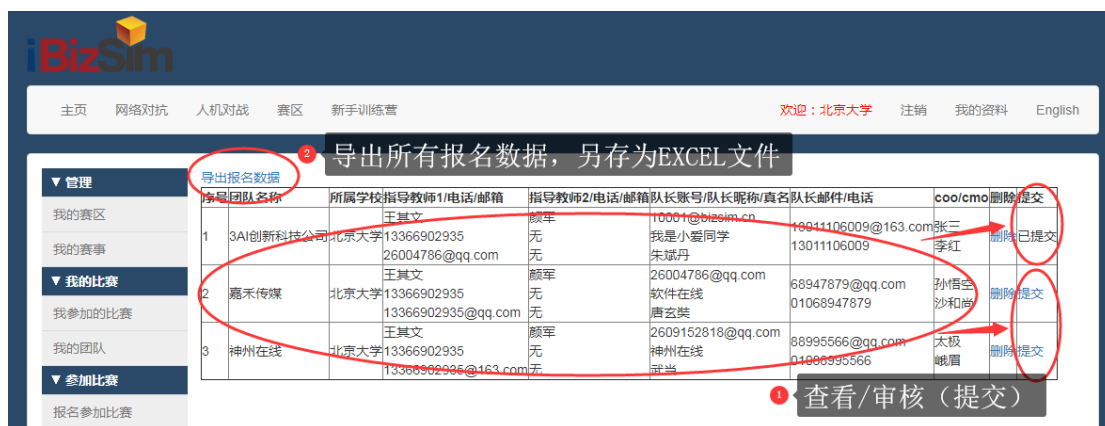 iBizSim
主页 网络对抗 人机对战 赛区 新手训练营 欢迎：北京大学 注销 我的资料 English
② 导出所有报名数据，另存为EXCEL文件
▼ 管理
我的赛区
我的赛事
▼ 我的比赛
我参加的比赛
我的团队
▼ 参加比赛
报名参加比赛
导出报名数据
序号 团队名称 所属学校 指导教师1/电话/邮箱 指导教师2/电话/邮箱 队长账号/队长昵称/真名 队长邮件/电话 coo/cmo 删除 提交
王其文 颜军 10001@bizsim.cn 13011106009@163.com 张三
1 3AI创新科技公司 北京大学 13366902935 无 我是小爱同学 删除 已提交
26004786@qq.com 无 朱斌丹 13011106009 李红
王其文 颜军 26004786@qq.com 68947879@qq.com 孙悟空
2 嘉禾传媒 北京大学 13366902935 无 软件在线 删除 提交
13366902935@qq.com 无 唐玄奘 01068947879 沙和尚
王其文 颜军 2609152818@qq.com 88995566@qq.com 太极
3 神州在线 北京大学 13366902935 无 神州在线 删除 提交
13366902935@163.com 无 武当 01088995566 峨眉
① 查看/审核（提交）